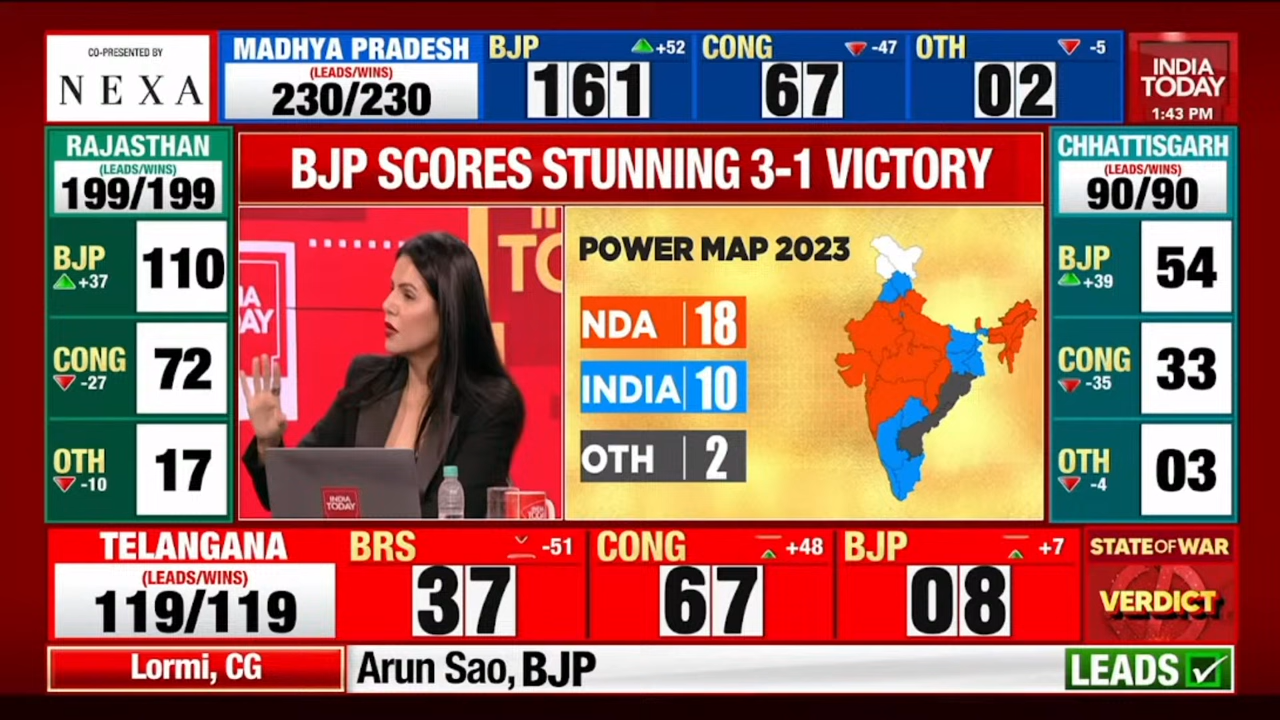 CO-PRESENTED BY
NEXA
MADHYA PRADESH
(LEADS/WINS)
230/230
BJP +52
161
CONG -47
67
OTH -5
02
INDIA
TODAY
1:43 PM
RAJASTHAN
(LEADS/WINS)
199/199
BJP
+37
110
CONG
-27
72
OTH
-10
17
BJP SCORES STUNNING 3-1 VICTORY
INDIA
TODAY
POWER MAP 2023
NDA 18
INDIA 10
OTH 2
CHHATTISGARH
(LEADS/WINS)
90/90
BJP
+39
54
CONG
-35
33
OTH
-4
03
TELANGANA
(LEADS/WINS)
119/119
BRS -51
37
CONG +48
67
BJP +7
08
STATE OF WAR
VERDICT
Lormi, CG
Arun Sao, BJP
LEADS